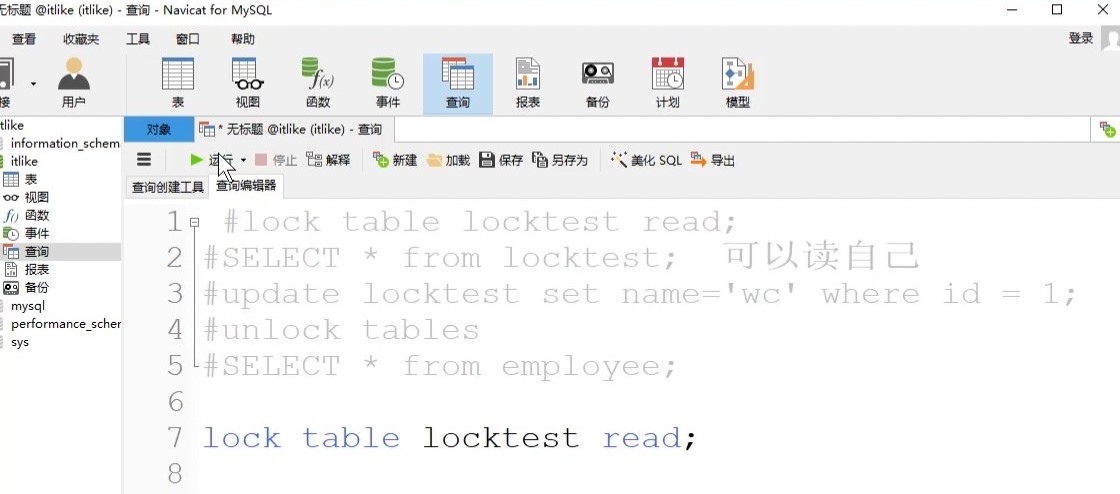 无标题 @itlike (itlike) - 查询 - Navicat for MySQL
查看 收藏夹 工具 窗口 帮助 登录
接 用户 表 视图 函数 事件 查询 报表 备份 计划 模型
对象 * 无标题 @itlike (itlike) - 查询
运行 停止 解释 新建 加载 保存 另存为 美化 SQL 导出
查询创建工具 查询编辑器
tlike
information_schem
itlike
表
视图
函数
事件
查询
报表
备份
mysql
performance_scher
sys
1 #lock table locktest read;
2 #SELECT * from locktest; 可以读自己
3 #update locktest set name='wc' where id = 1;
4 #unlock tables
5 #SELECT * from employee;
6
7 lock table locktest read;
8